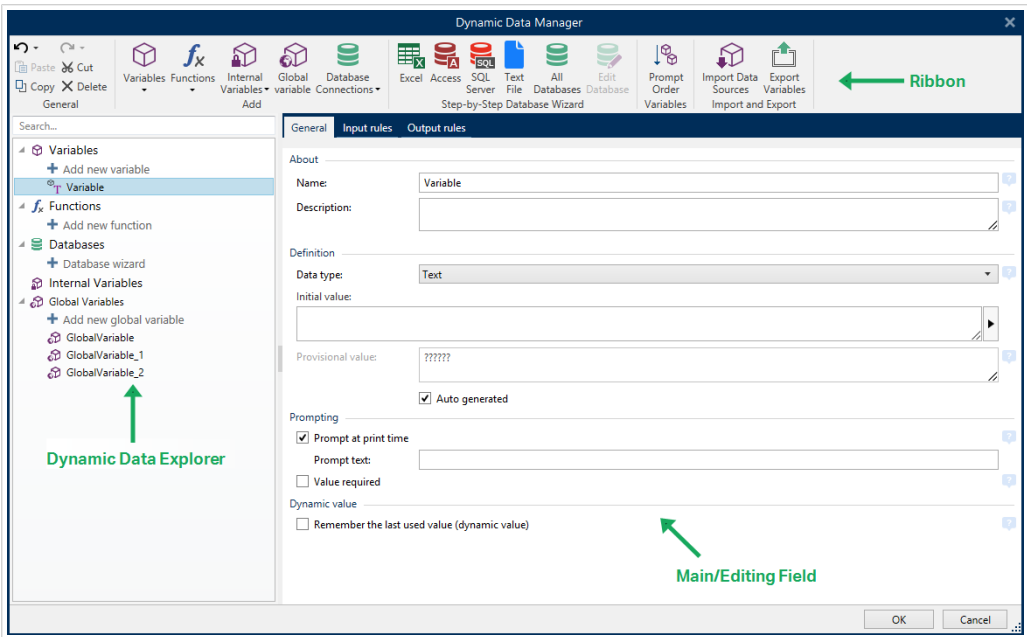 Dynamic Data Manager
Paste Cut
Copy Delete
General
Variables Functions Internal Variables Global variable Database Connections
Add
Excel Access SQL Server Text File All Databases Edit Database
Step-by-Step Database Wizard
Prompt Order
Variables
Import Data Sources Export Variables
Import and Export
Ribbon
Search...
General Input rules Output rules
Variables
Add new variable
Variable
Functions
Add new function
Databases
Database wizard
Internal Variables
Global Variables
Add new global variable
GlobalVariable
GlobalVariable_1
GlobalVariable_2
Dynamic Data Explorer
About
Name: Variable
Description:
Definition
Data type: Text
Initial value:
Provisional value: ??????
Auto generated
Prompting
Prompt at print time
Prompt text:
Value required
Dynamic value
Remember the last used value (dynamic value)
Main/Editing Field
OK Cancel